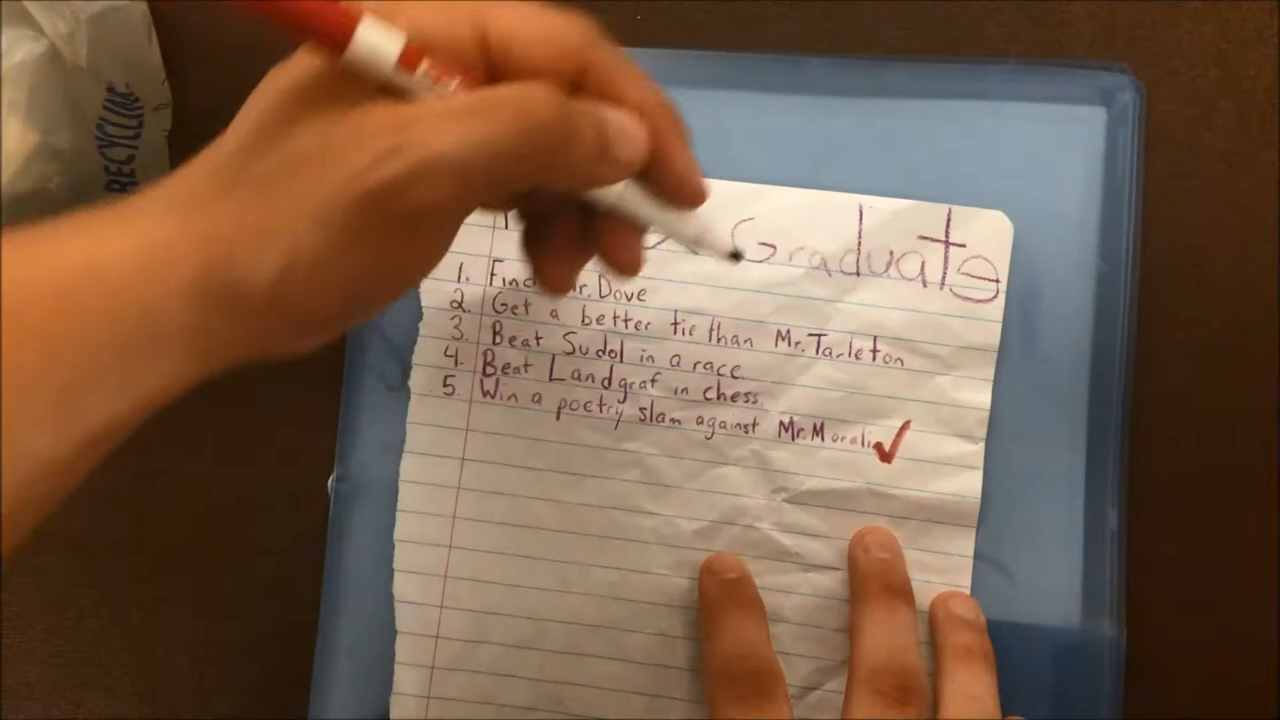 RECYCLING
Graduate
1. Find Mr. Dove
2. Get a better tie than Mr. Tarleton
3. Beat Sudol in a race
4. Beat Landgraf in chess
5. Win a poetry slam against Mr.